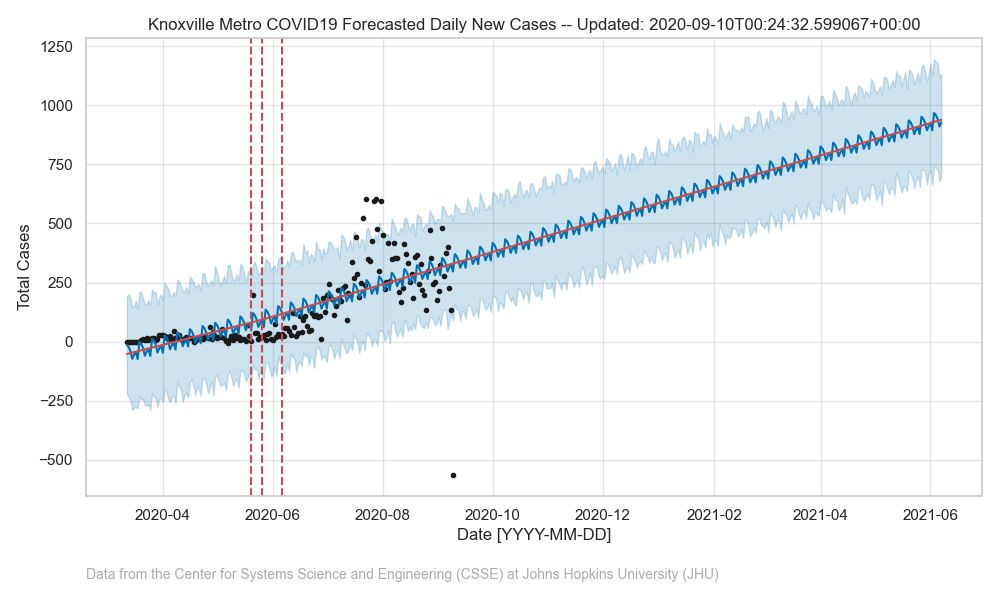 Knoxville Metro COVID19 Forecasted Daily New Cases -- Updated: 2020-09-10T00:24:32.599067+00:00
1250
1000
750
500
250
0
−250
−500
Total Cases
2020-04 2020-06 2020-08 2020-10 2020-12 2021-02 2021-04 2021-06
Date [YYYY-MM-DD]
Data from the Center for Systems Science and Engineering (CSSE) at Johns Hopkins University (JHU)